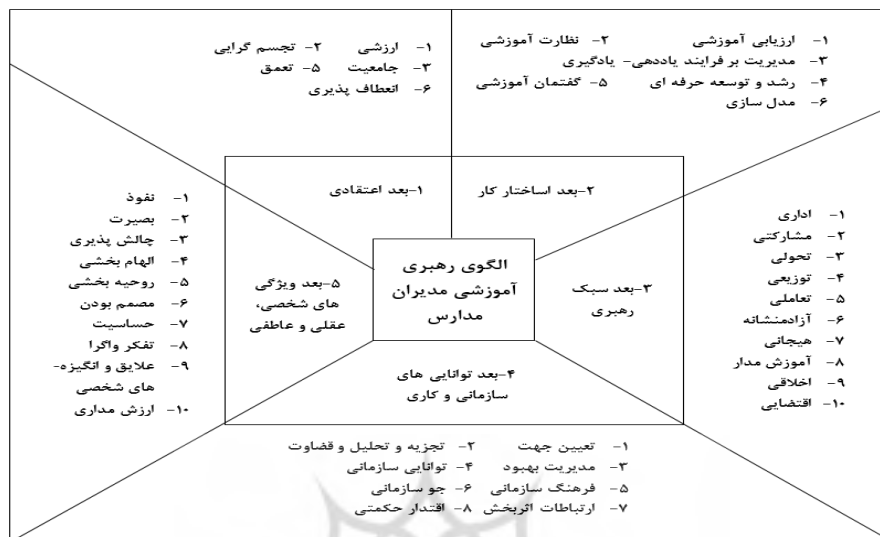 ۱- ارزیابی آموزشی ۲- نظارت آموزشی
۳- مدیریت بر فرایند یاددهی- یادگیری
۴- رشد و توسعه حرفه ای ۵- گفتمان آموزشی
۶- مدل سازی
۱- ارزشی ۲- تجسم گرایی
۳- جامعیت ۵- تعمق
۶- انعطاف پذیری
۲-بعد اساختار کار
۱-بعد اعتقادی
۱- اداری
۲- مشارکتی
۳- تحولی
۴- توزیعی
۵- تعاملی
۶- آزادمنشانه
۷- هیجانی
۸- آموزش مدار
۹- اخلاقی
۱۰- اقتضایی
۳-بعد سبک
رهبری
الگوی رهبری
آموزشی مدیران
مدارس
۵-بعد ویژگی
های شخصی،
عقلی و عاطفی
۱- نفوذ
۲- بصیرت
۳- چالش پذیری
۴- الهام بخشی
۵- روحیه بخشی
۶- مصمم بودن
۷- حساسیت
۸- تفکر واگرا
۹- علایق و انگیزه-
های شخصی
۱۰- ارزش مداری
۴-بعد توانایی های
سازمانی و کاری
۱- تعیین جهت ۲- تجزیه و تحلیل و قضاوت
۳- مدیریت بهبود ۴- توانایی سازمانی
۵- فرهنگ سازمانی ۶- جو سازمانی
۷- ارتباطات اثربخش ۸- اقتدار حکمتی